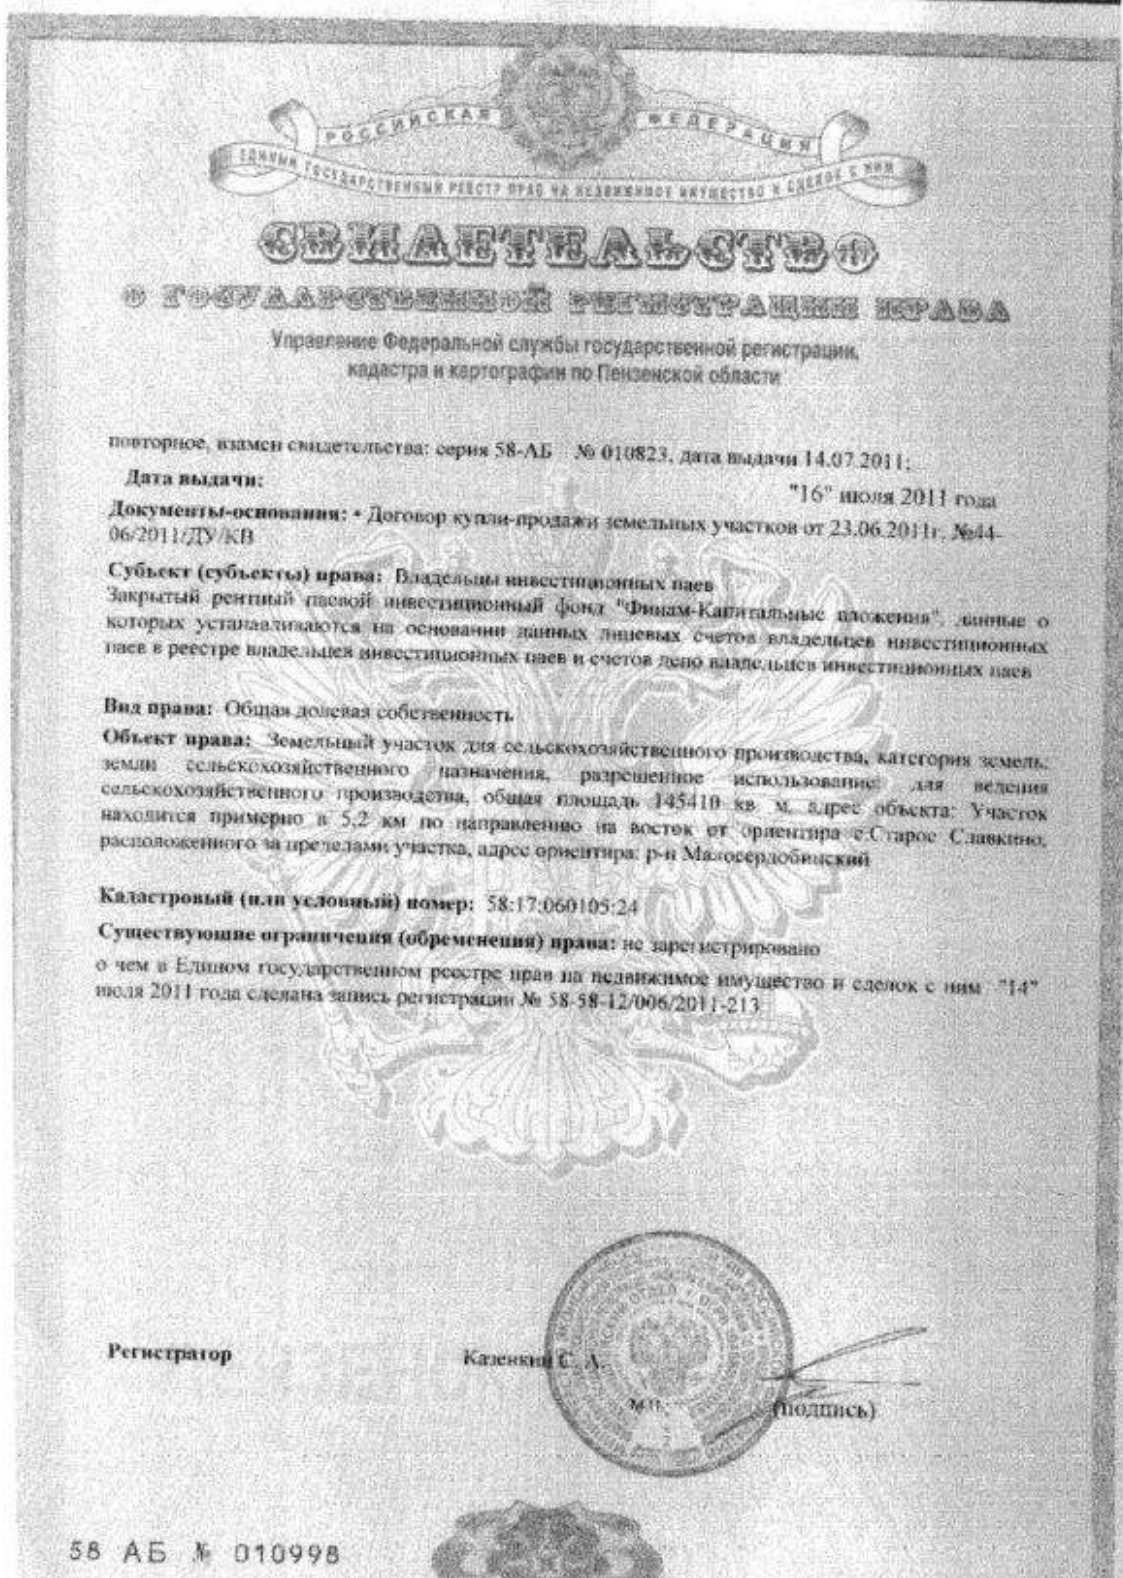 РОССИЙСКАЯ ФЕДЕРАЦИЯ
ЕДИНЫЙ ГОСУДАРСТВЕННЫЙ РЕЕСТР ПРАВ НА НЕДВИЖИМОЕ ИМУЩЕСТВО И СДЕЛОК С НИМ
СВИДЕТЕЛЬСТВО
О ГОСУДАРСТВЕННОЙ РЕГИСТРАЦИИ ПРАВА
Управление Федеральной службы государственной регистрации,
кадастра и картографии по Пензенской области
повторное, взамен свидетельства: серия 58-АБ № 010823, дата выдачи 14.07.2011;
Дата выдачи:
"16" июля 2011 года
Документы-основания: • Договор купли-продажи земельных участков от 23.06.2011г. №44-
06/2011/ДУ/КВ
Субъект (субъекты) права: Владельцы инвестиционных паев
Закрытый рентный паевой инвестиционный фонд "Финам-Капитальные вложения", данные о
которых устанавливаются на основании данных лицевых счетов владельцев инвестиционных
паев в реестре владельцев инвестиционных паев и счетов депо владельцев инвестиционных паев
Вид права: Общая долевая собственность
Объект права: Земельный участок для сельскохозяйственного производства, категория земель:
земли сельскохозяйственного назначения, разрешенное использование: для ведения
сельскохозяйственного производства, общая площадь 145410 кв. м, адрес объекта: Участок
находится примерно в 5,2 км по направлению на восток от ориентира с.Старое Славкино,
расположенного за пределами участка, адрес ориентира: р-н Малосердобинский
Кадастровый (или условный) номер: 58:17:060105:24
Существующие ограничения (обременения) права: не зарегистрировано
о чем в Едином государственном реестре прав на недвижимое имущество и сделок с ним "14"
июля 2011 года сделана запись регистрации № 58-58-12/006/2011-213
Регистратор
Казенкин С. А.
М.П.
(подпись)
58 АБ № 010998